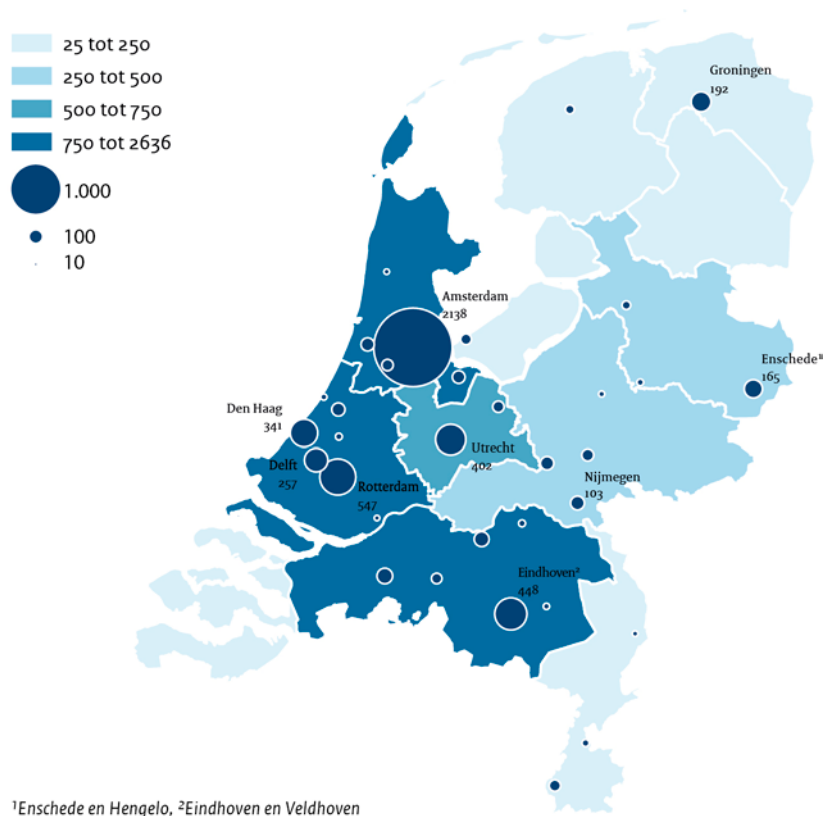 25 tot 250
250 tot 500
500 tot 750
750 tot 2636
1.000
100
10
Groningen
192
Amsterdam
2138
Enschede¹
165
Den Haag
341
Utrecht
402
Delft
257
Rotterdam
547
Nijmegen
103
Eindhoven²
448
¹Enschede en Hengelo, ²Eindhoven en Veldhoven